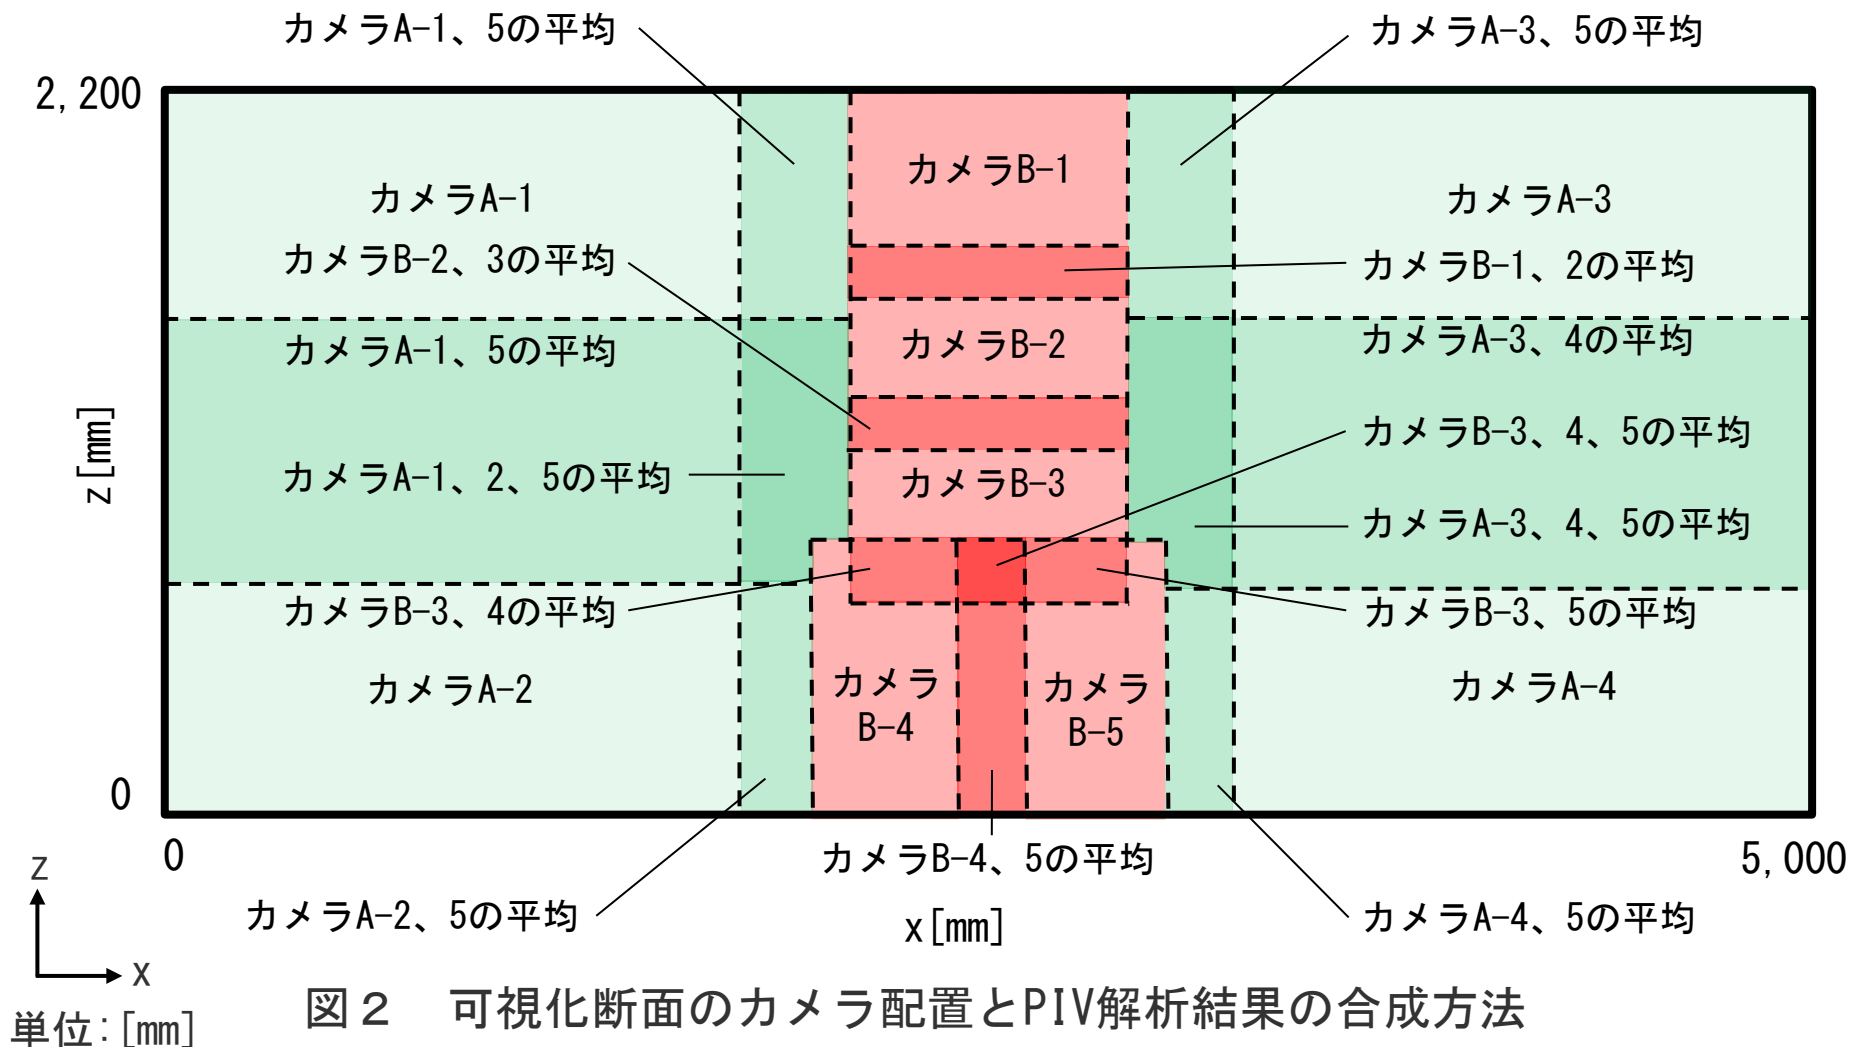 カメラA-1、5の平均
カメラA-3、5の平均
2,200
カメラB-1
カメラA-1
カメラA-3
カメラB-2、3の平均
カメラB-1、2の平均
カメラA-1、5の平均
カメラB-2
カメラA-3、4の平均
z[mm]
カメラB-3、4、5の平均
カメラA-1、2、5の平均
カメラB-3
カメラA-3、4、5の平均
カメラB-3、4の平均
カメラB-3、5の平均
カメラA-2
カメラ
B-4
カメラ
B-5
カメラA-4
0
0
カメラB-4、5の平均
5,000
カメラA-2、5の平均
x[mm]
カメラA-4、5の平均
z
x
単位:[mm]
図２　可視化断面のカメラ配置とPIV解析結果の合成方法